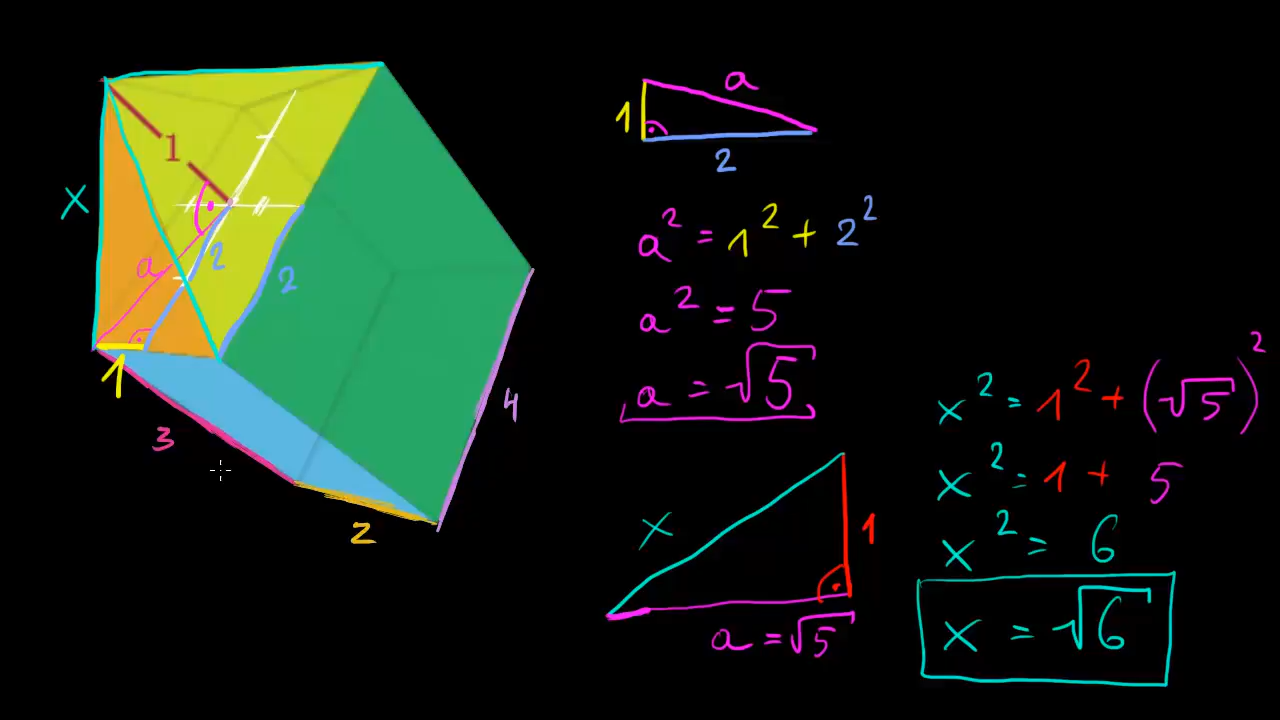 1
x
a
2
2
1
3
2
4
1
a
2
a² = 1² + 2²
a² = 5
a = √5
x
1
a = √5
x² = 1² + (√5)²
x² = 1 + 5
x² = 6
x = √6